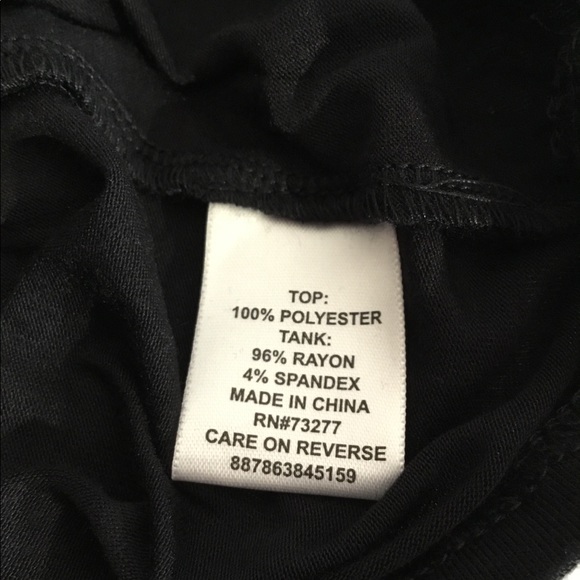 TOP:
100% POLYESTER
TANK:
96% RAYON
4% SPANDEX
MADE IN CHINA
RN#73277
CARE ON REVERSE
887863845159